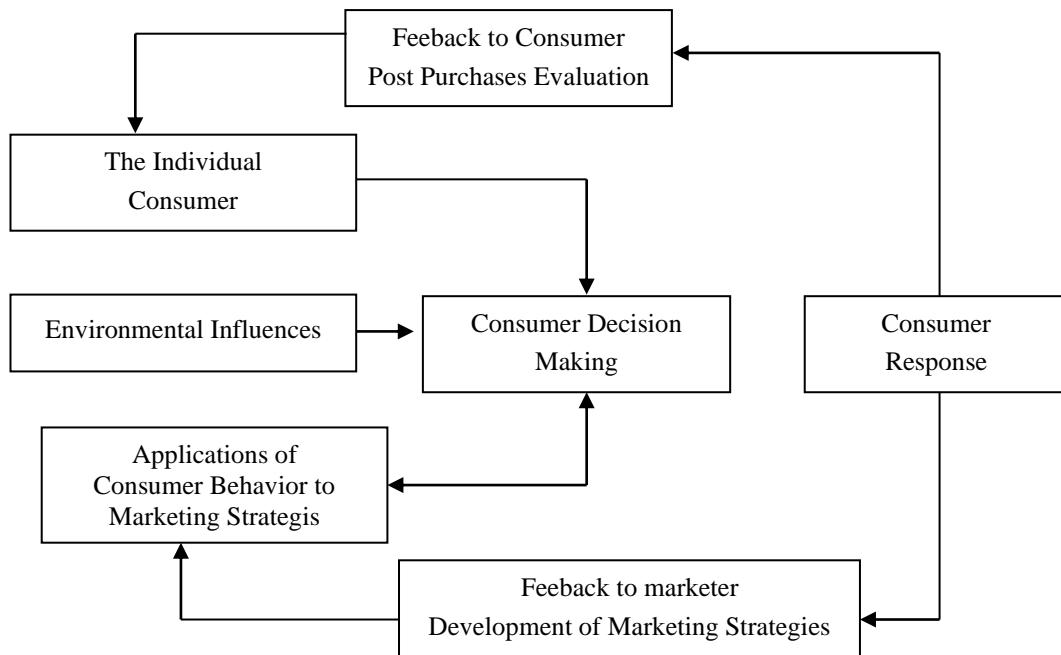 Feeback to Consumer
Post Purchases Evaluation
The Individual
Consumer
Environmental Influences
Consumer Decision
Making
Consumer
Response
Applications of
Consumer Behavior to
Marketing Strategis
Feeback to marketer
Development of Marketing Strategies